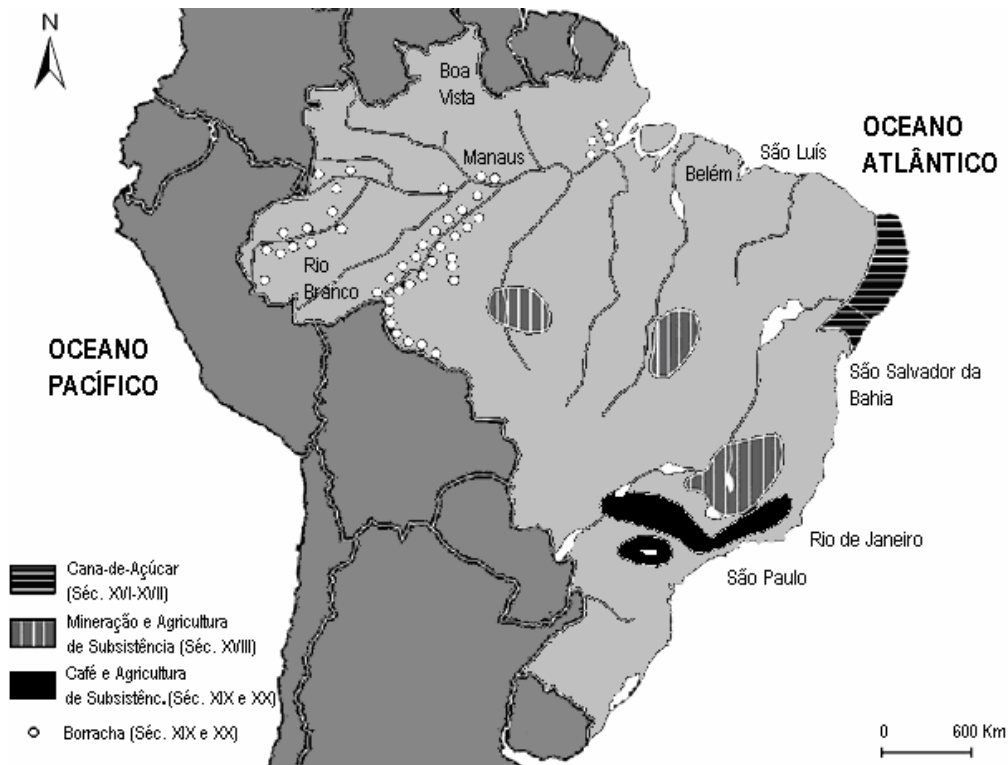 N
Boa
Vista
Manaus
OCEANO
ATLÂNTICO
São Luís
Belém
Rio
Branco
OCEANO
PACÍFICO
São Salvador da
Bahia
Rio de Janeiro
São Paulo
Cana-de-Açúcar
(Séc. XVI-XVII)
Mineração e Agricultura
de Subsistência (Séc. XVIII)
Café e Agricultura
de Subsistênc.(Séc. XIX e XX)
Borracha (Séc. XIX e XX)
0 600 Km